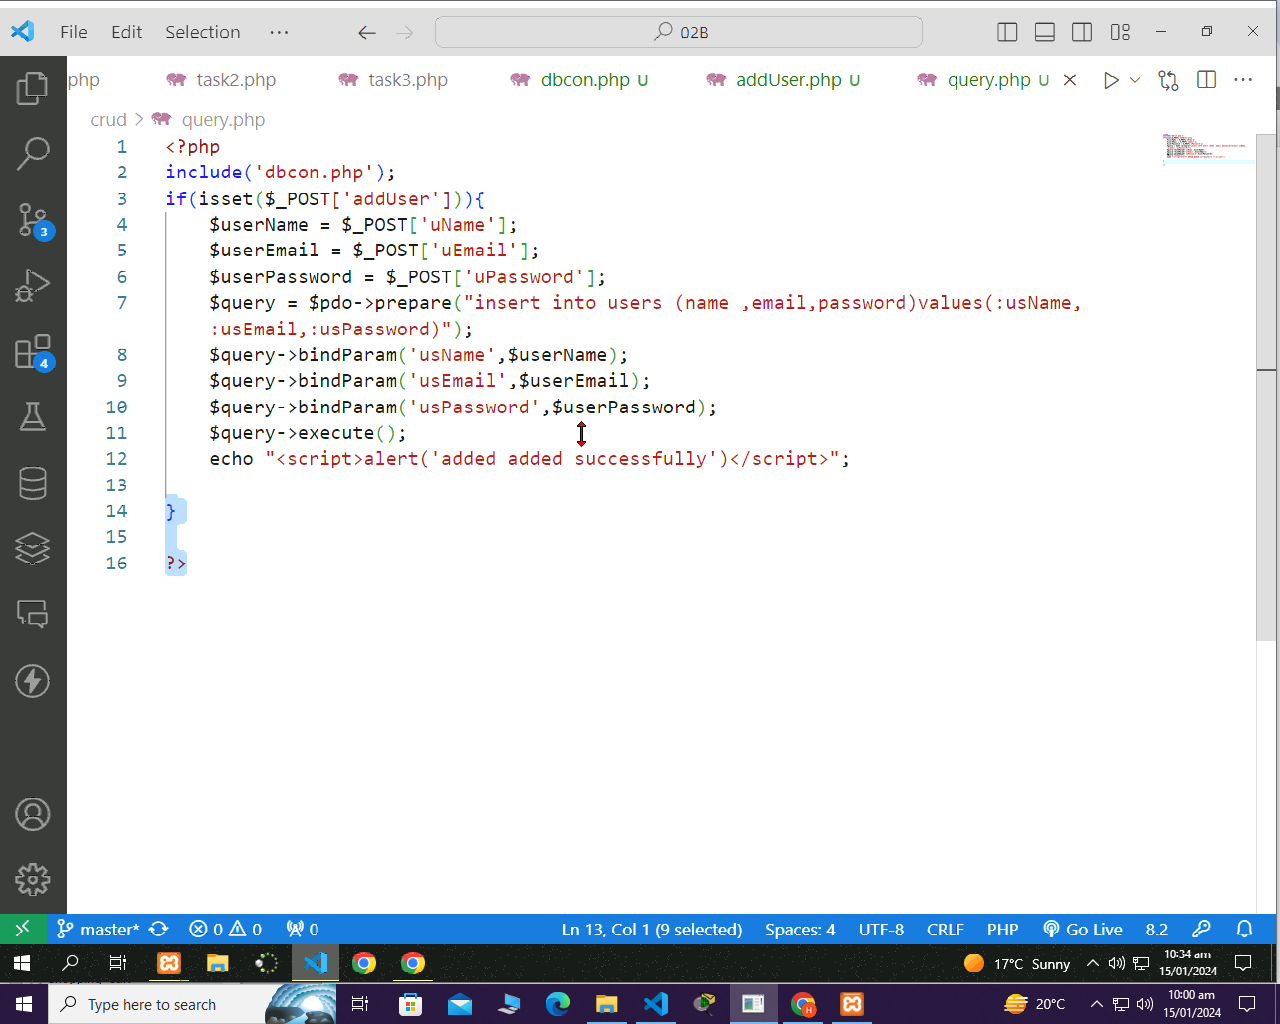 File Edit Selection ··· 02B
php task2.php task3.php dbcon.php U addUser.php U query.php U
crud > query.php
1 <?php
2 include('dbcon.php');
3 if(isset($_POST['addUser'])){
4 $userName = $_POST['uName'];
5 $userEmail = $_POST['uEmail'];
6 $userPassword = $_POST['uPassword'];
7 $query = $pdo->prepare("insert into users (name ,email,password)values(:usName,
:usEmail,:usPassword)");
8 $query->bindParam('usName',$userName);
9 $query->bindParam('usEmail',$userEmail);
10 $query->bindParam('usPassword',$userPassword);
11 $query->execute();
12 echo "<script>alert('added added successfully')</script>";
13
14 }
15
16 ?>
3
4
master* 0 0 0 Ln 13, Col 1 (9 selected) Spaces: 4 UTF-8 CRLF PHP Go Live 8.2
17°C Sunny 10:34 am
15/01/2024
Type here to search 20°C 10:00 am
15/01/2024